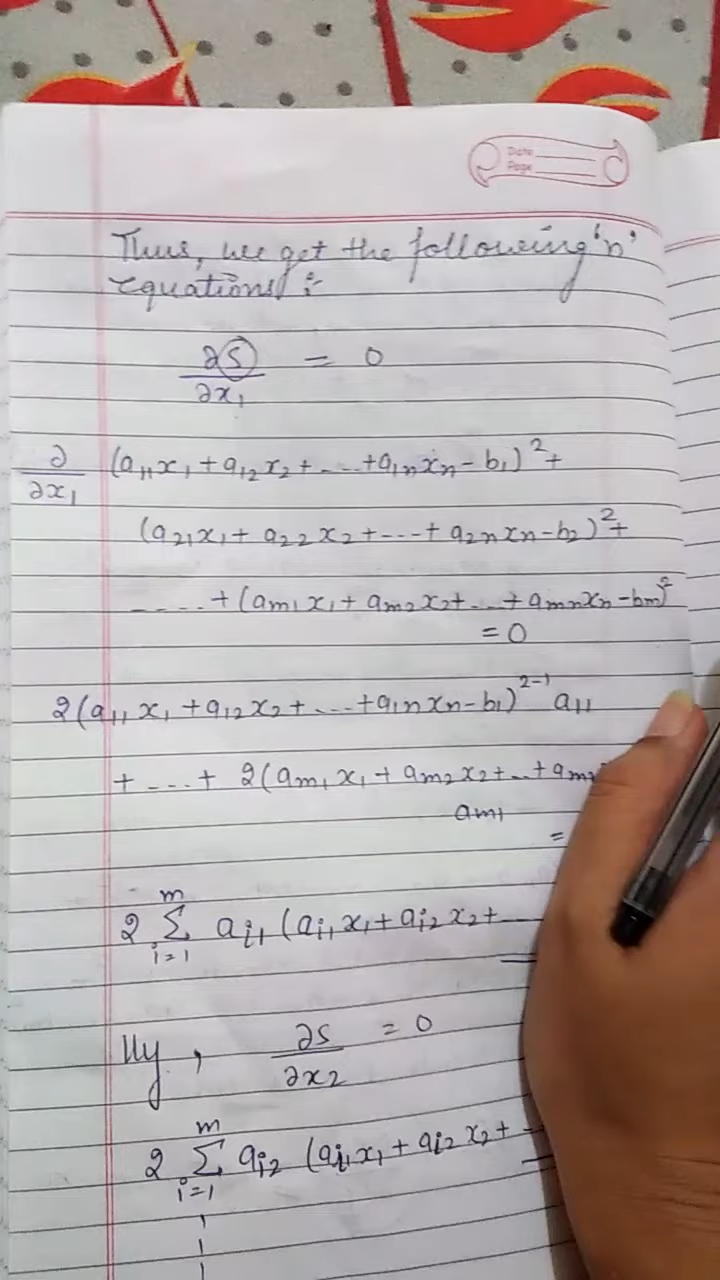 Date
Page
Thus, we get the following 'n'
equations :-
∂S/∂x₁ = 0
∂/∂x₁ (a₁₁x₁ + a₁₂x₂ + ... + a₁ₙxₙ - b₁)² +
(a₂₁x₁ + a₂₂x₂ + --- + a₂ₙxₙ - b₂)² +
---- + (aₘ₁x₁ + aₘ₂x₂ + ... + aₘₙxₙ - bₘ)²
= 0
2(a₁₁x₁ + a₁₂x₂ + ... + a₁ₙxₙ - b₁)²⁻¹ a₁₁
+ --- + 2(aₘ₁x₁ + aₘ₂x₂ + .. + aₘ
aₘ₁
=
2 Σᵢ₌₁ᵐ aᵢ₁ (aᵢ₁x₁ + aᵢ₂x₂ + ---
lly, ∂S/∂x₂ = 0
2 Σᵢ₌₁ᵐ aᵢ₂ (aᵢ₁x₁ + aᵢ₂x₂ + --